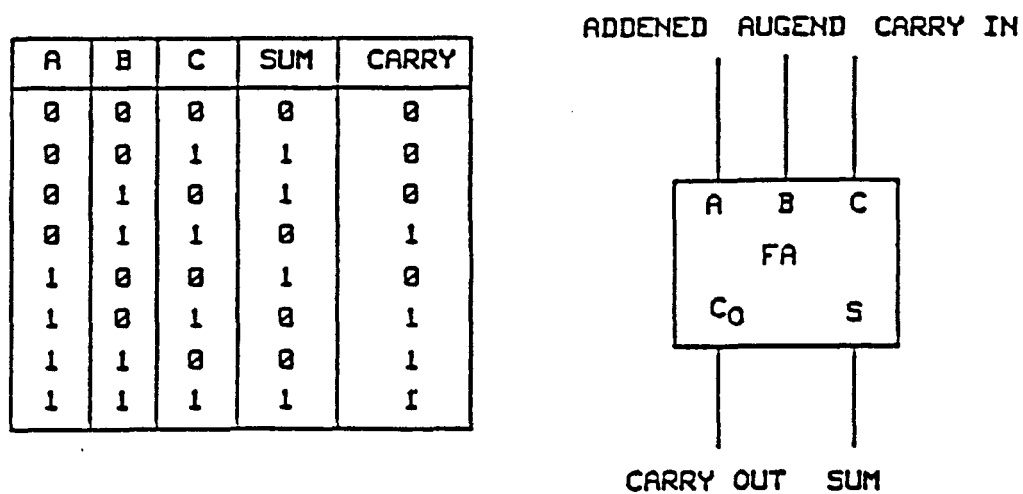 A B C SUM CARRY
0 0 0 0 0
0 0 1 1 0
0 1 0 1 0
0 1 1 0 1
1 0 0 1 0
1 0 1 0 1
1 1 0 0 1
1 1 1 1 1
ADDENED AUGEND CARRY IN
A B C
FA
CO S
CARRY OUT SUM